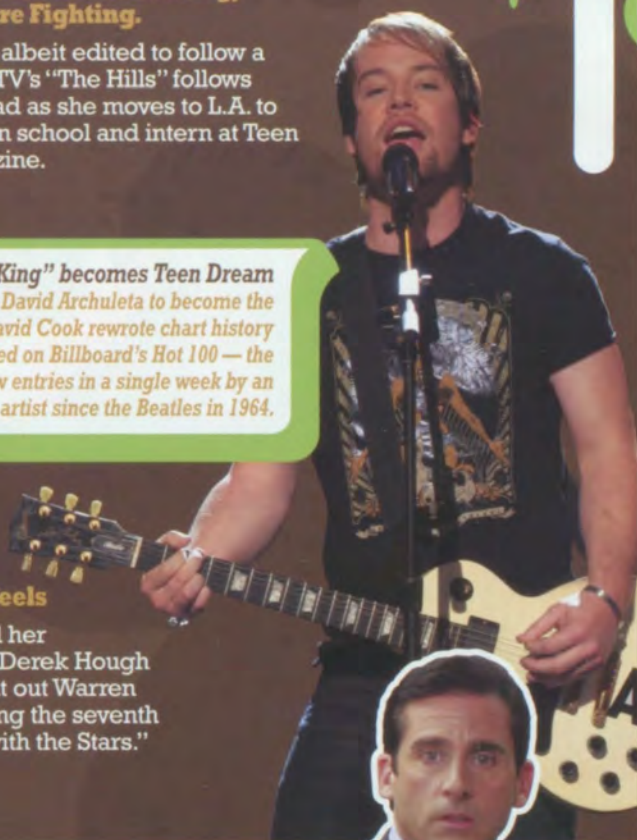 re Fighting.
albeit edited to follow a
TV's “The Hills” follows
ad as she moves to L.A. to
n school and intern at Teen
zine.
King” becomes Teen Dream
David Archuleta to become the
avid Cook rewrote chart history
ed on Billboard's Hot 100 — the
w entries in a single week by an
artist since the Beatles in 1964.
eels
l her
Derek Hough
t out Warren
ng the seventh
with the Stars.”
A